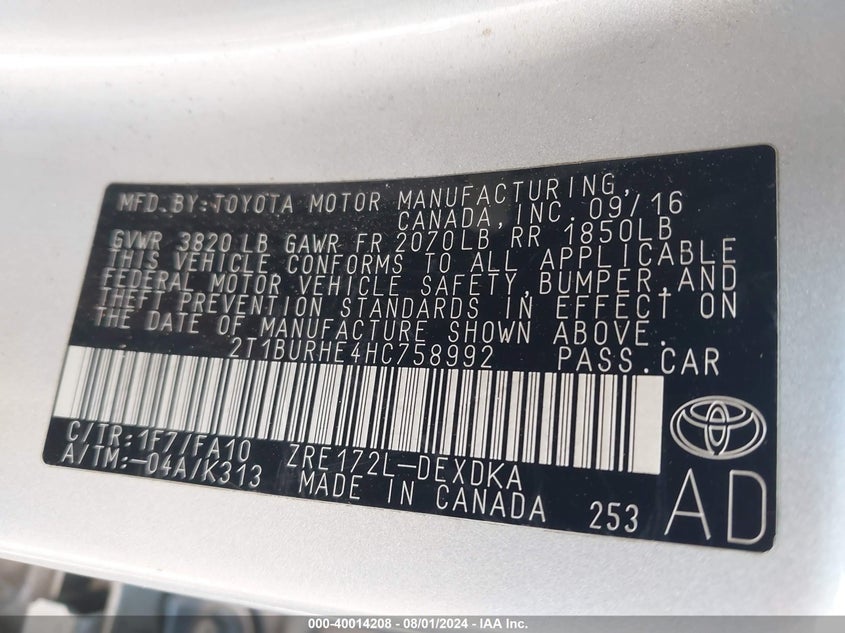 MFD.BY:TOYOTA MOTOR MANUFACTURING,
CANADA,INC.09/16
GVWR 3820 LB GAWR FR 2070LB RR 1850LB
THIS VEHICLE CONFORMS TO ALL APPLICABLE
FEDERAL MOTOR VEHICLE SAFETY,BUMPER,AND
THEFT PREVENTION STANDARDS IN EFFECT ON
THE DATE OF MANUFACTURE SHOWN ABOVE.
2T1BURHE4HC758992 PASS.CAR
C/TR:1F7/FA10 ZRE172L-DEXDKA
A/TM:-04A/K313 MADE IN CANADA 253 AD
000-40014208 - 08/01/2024 - IAA Inc.